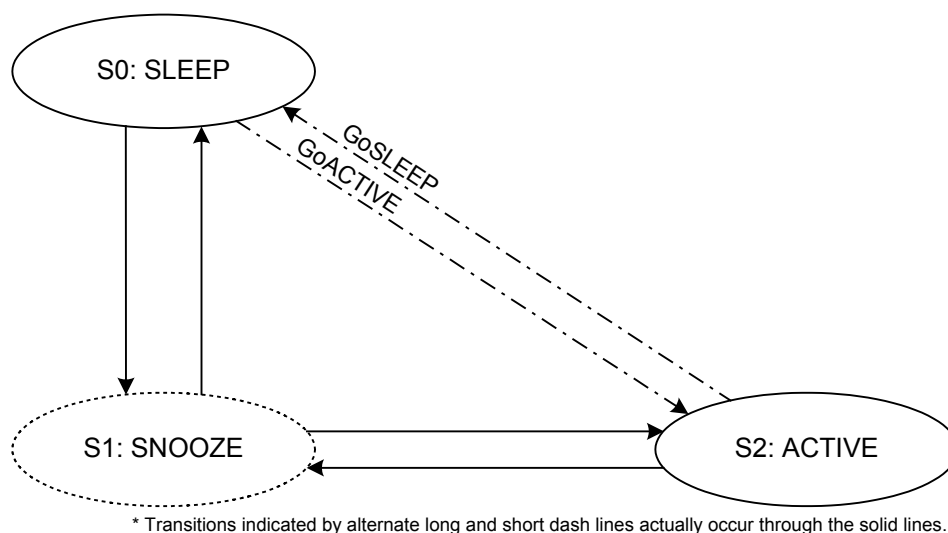 S0: SLEEP
GoSLEEP
GoACTIVE
S1: SNOOZE
S2: ACTIVE
* Transitions indicated by alternate long and short dash lines actually occur through the solid lines.